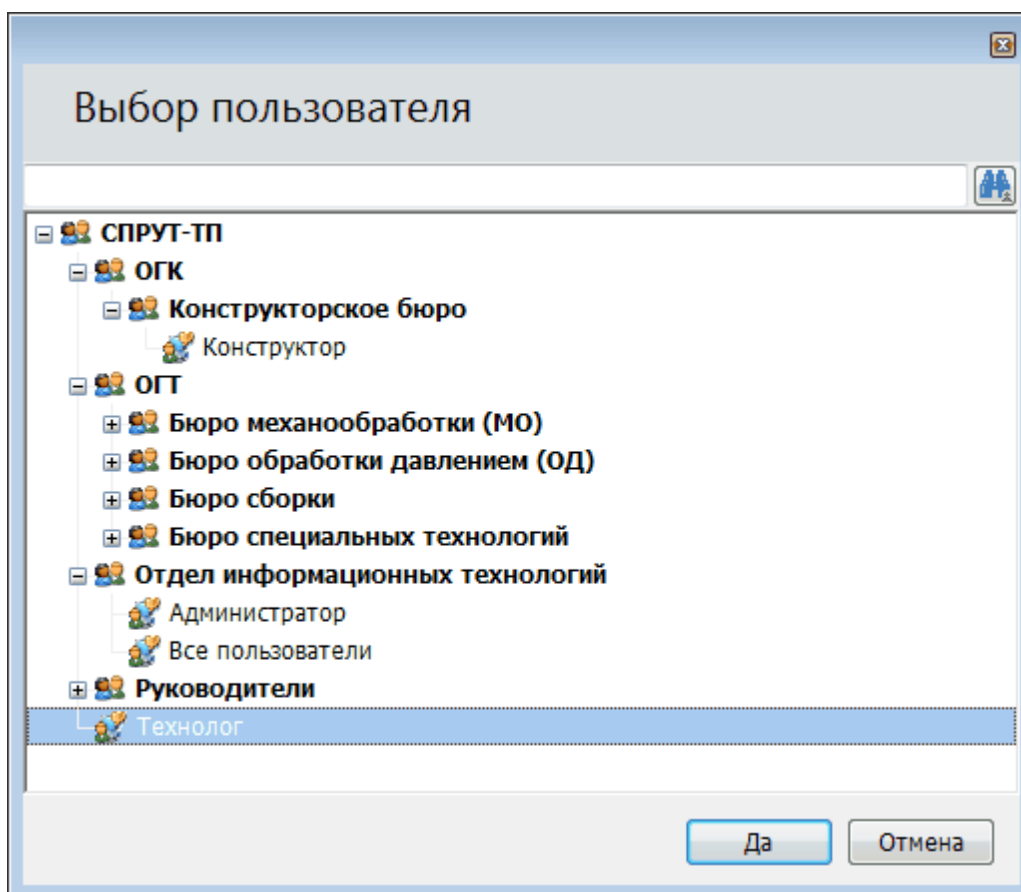 Выбор пользователя
СПРУТ-ТП
ОГК
Конструкторское бюро
Конструктор
ОГТ
Бюро механообработки (МО)
Бюро обработки давлением (ОД)
Бюро сборки
Бюро специальных технологий
Отдел информационных технологий
Администратор
Все пользователи
Руководители
Технолог
Да Отмена